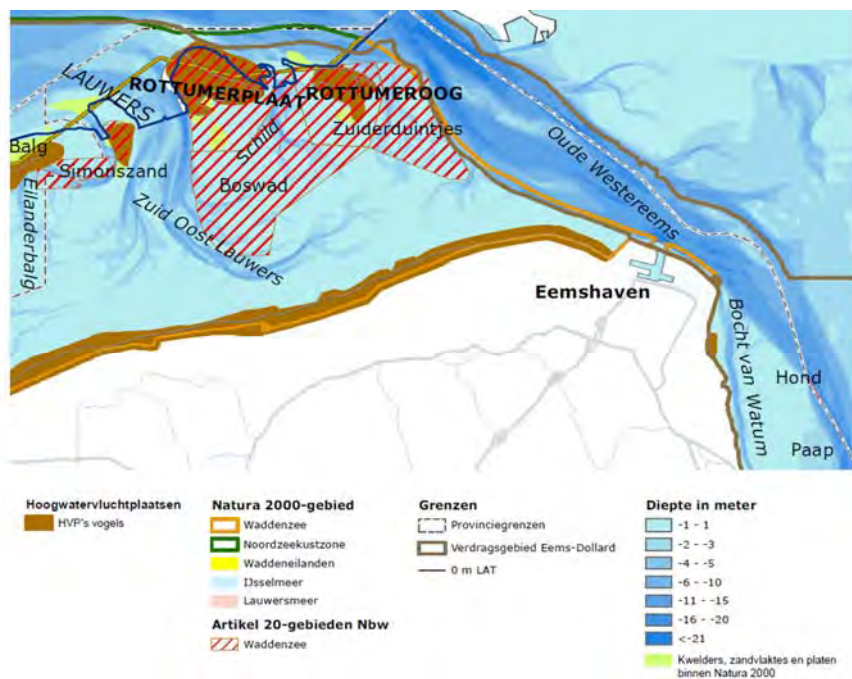 LAUWERS
ROTTUMERPLAAT
ROTTUMEROOG
Zuiderduintjes
Schild
Balg
Simonszand
Boswad
Eilanderbalg
Zuid Oost Lauwers
Oude Westereems
Eemshaven
Bocht van Watum
Hond
Paap
Hoogwatervluchtplaatsen
HVP's vogels
Natura 2000-gebied
Waddenzee
Noordzeekustzone
Waddeneilanden
IJsselmeer
Lauwersmeer
Artikel 20-gebieden Nbw
Waddenzee
Grenzen
Provinciegrenzen
Verdragsgebied Eems-Dollard
0 m LAT
Diepte in meter
-1 - 1
-2 - -3
-4 - -5
-6 - -10
-11 - -15
-16 - -20
<-21
Kwelders, zandvlaktes en platen
binnen Natura 2000